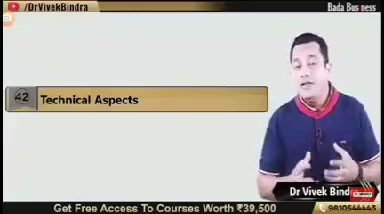 /DrVivekBindra
Bada Business
42 Technical Aspects
Dr Vivek Bind
Get Free Access To Courses Worth ₹39,500